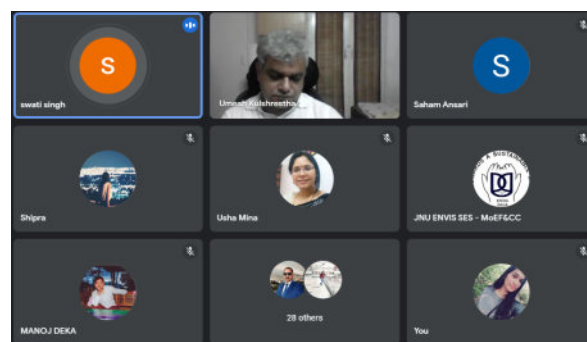 S
swati singh
Umesh Kulshrestha
S
Saham Ansari
Shipra
Usha Mina
JNU ENVIS SES - MoEF&CC
MANOJ DEKA
28 others
You